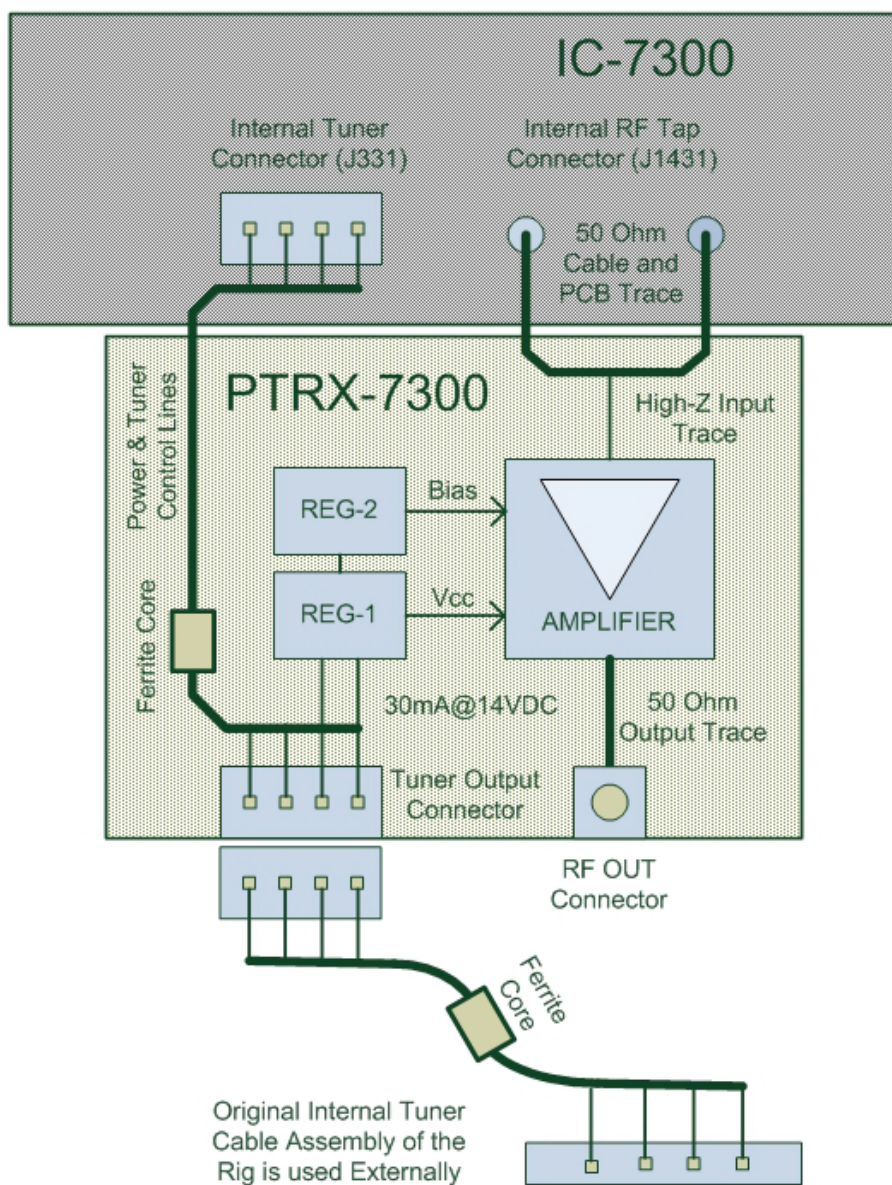 IC-7300
Internal Tuner
Connector (J331)
Internal RF Tap
Connector (J1431)
50 Ohm
Cable and
PCB Trace
PTRX-7300
High-Z Input
Trace
Power & Tuner
Control Lines
REG-2
Bias
REG-1
Vcc
AMPLIFIER
Ferrite Core
30mA@14VDC
50 Ohm
Output Trace
Tuner Output
Connector
RF OUT
Connector
Ferrite
Core
Original Internal Tuner
Cable Assembly of the
Rig is used Externally